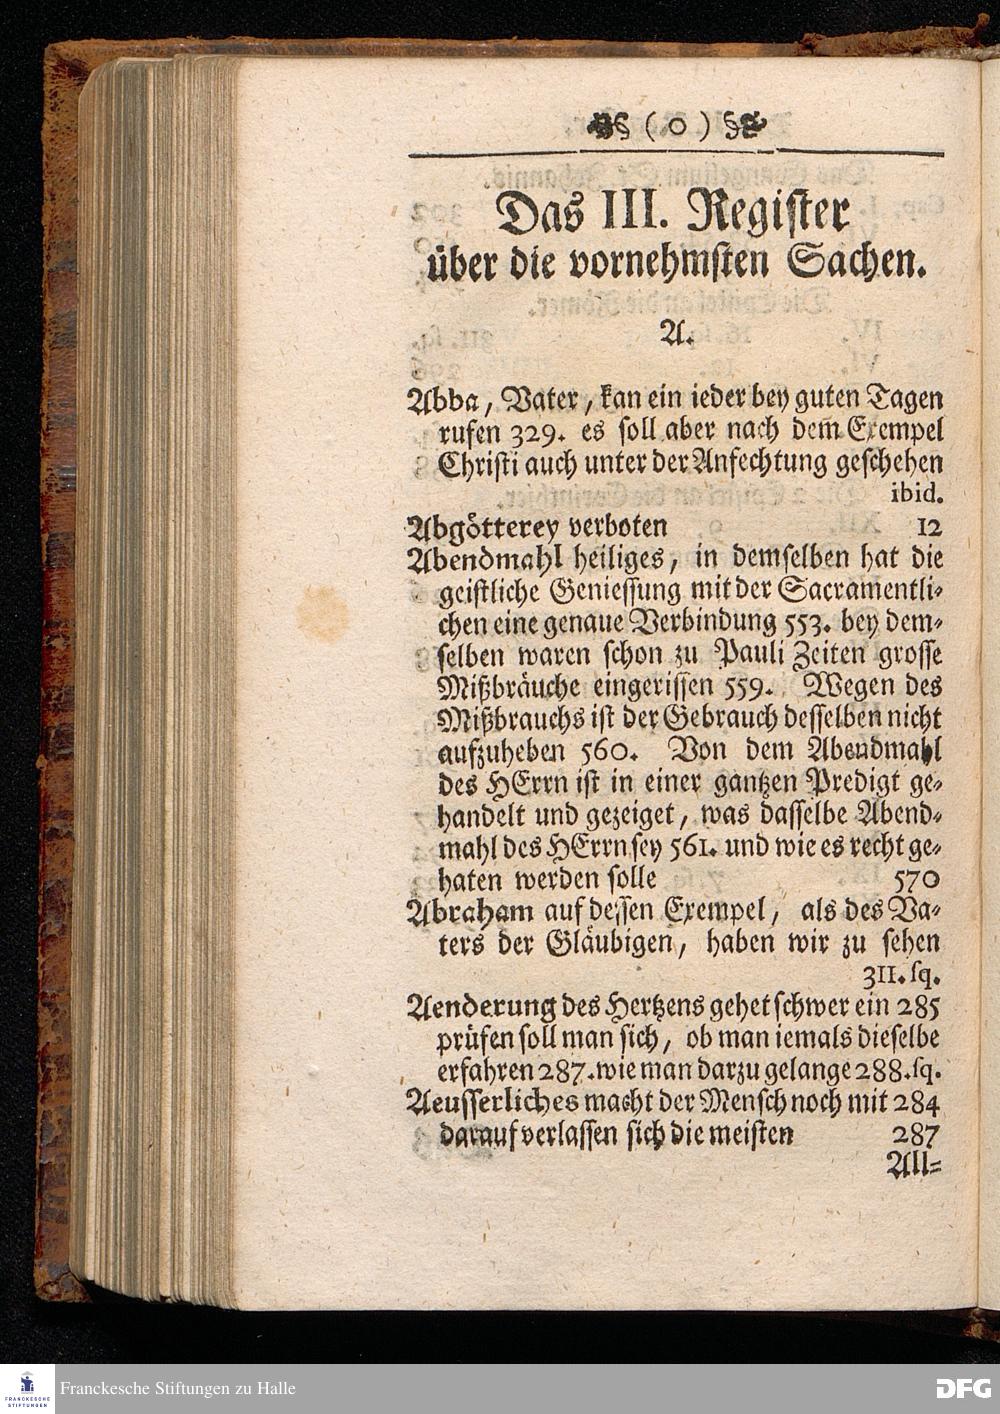 ( 0 )
Das III. Register
über die vornehmsten Sachen.
A.
Abba, Vater, kan ein ieder bey guten Tagen
rufen 329. es soll aber nach dem Exempel
Christi auch unter der Anfechtung geschehen
ibid.
Abgötterey verboten 12
Abendmahl heiliges, in demselben hat die
geistliche Geniessung mit der Sacramentli-
chen eine genaue Verbindung 553. bey dem-
selben waren schon zu Pauli Zeiten grosse
Mißbräuche eingerissen 559. Wegen des
Mißbrauchs ist der Gebrauch desselben nicht
aufzuheben 560. Von dem Abendmahl
des HErrn ist in einer gantzen Predigt ge-
handelt und gezeiget, was dasselbe Abend-
mahl des HErrn sey 561. und wie es recht ge-
haten werden solle 570
Abraham auf dessen Exempel, als des Va-
ters der Gläubigen, haben wir zu sehen
311. sq.
Aenderung des Hertzens gehet schwer ein 285
prüfen soll man sich, ob man iemals dieselbe
erfahren 287. wie man darzu gelange 288. sq.
Aeusserliches macht der Mensch noch mit 284
darauf verlassen sich die meisten 287
All-
FRANCKESCHE STIFTUNGEN
Franckesche Stiftungen zu Halle
DFG